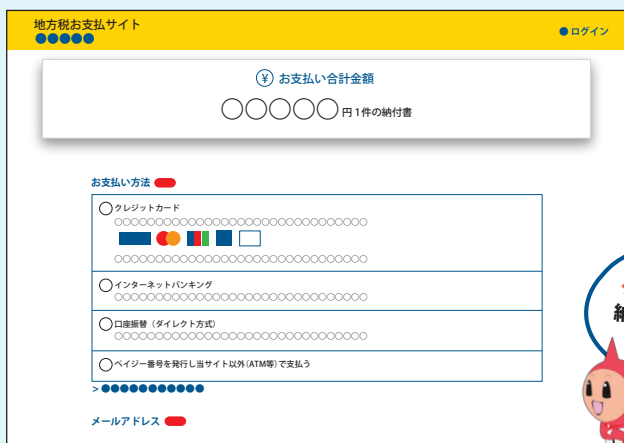 地方税お支払サイト
●●●●●
●ログイン
¥ お支払い合計金額
○○○○○円 1件の納付書
お支払い方法
○クレジットカード
○○○○○○○○○○○○○○○○○○○○○○○○○○○○○○○
○○○○○○○○○○○○○○○○○○○○○○○○○○○○○○○
○インターネットバンキング
○○○○○○○○○○○○○○○○○○○○○○○○○○○○○○○
○口座振替（ダイレクト方式）
○○○○○○○○○○○○○○○○○○○○○○○○○○○○○○○
○ペイジー番号を発行し当サイト以外(ATM等)で支払う
>●●●●●●●●●●●
メールアドレス